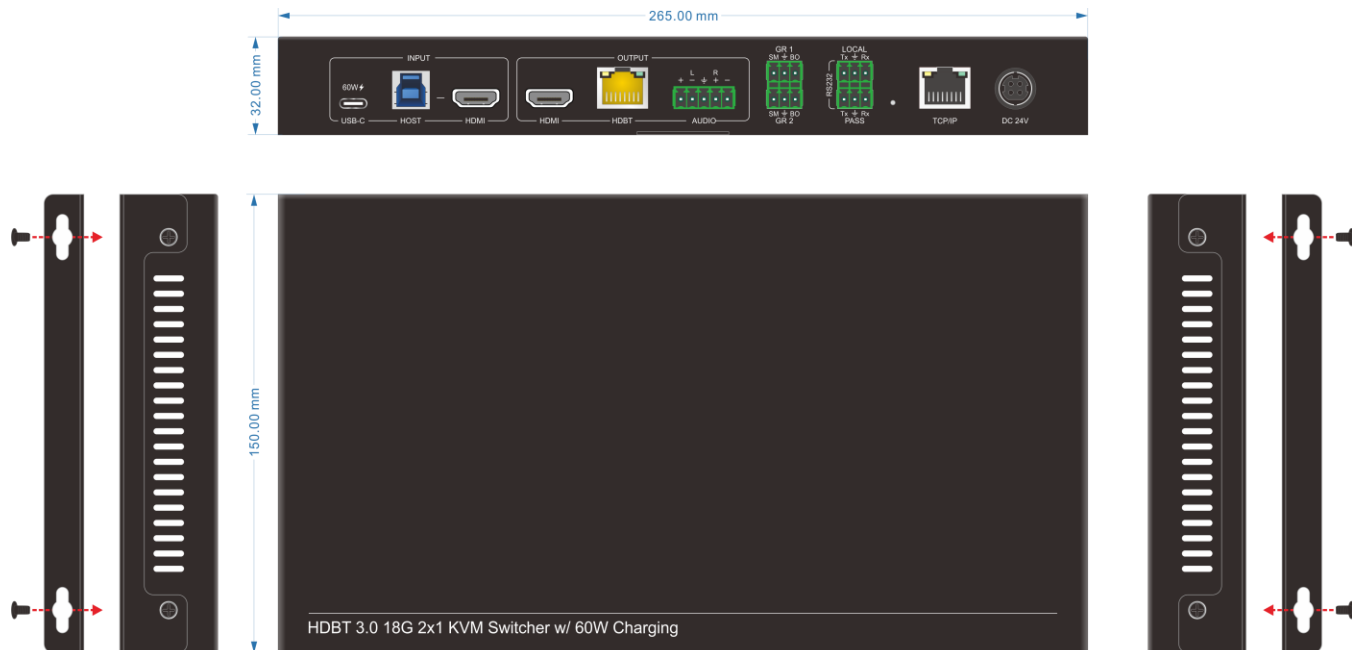 265.00 mm
32.00 mm
INPUT
OUTPUT
GR 1
SM BO
LOCAL
Tx Rx
L R
+ − + −
60W
RS232
USB-C
HOST
HDMI
HDMI
HDBT
AUDIO
SM BO
GR 2
Tx Rx
PASS
TCP/IP
DC 24V
150.00 mm
HDBT 3.0 18G 2x1 KVM Switcher w/ 60W Charging